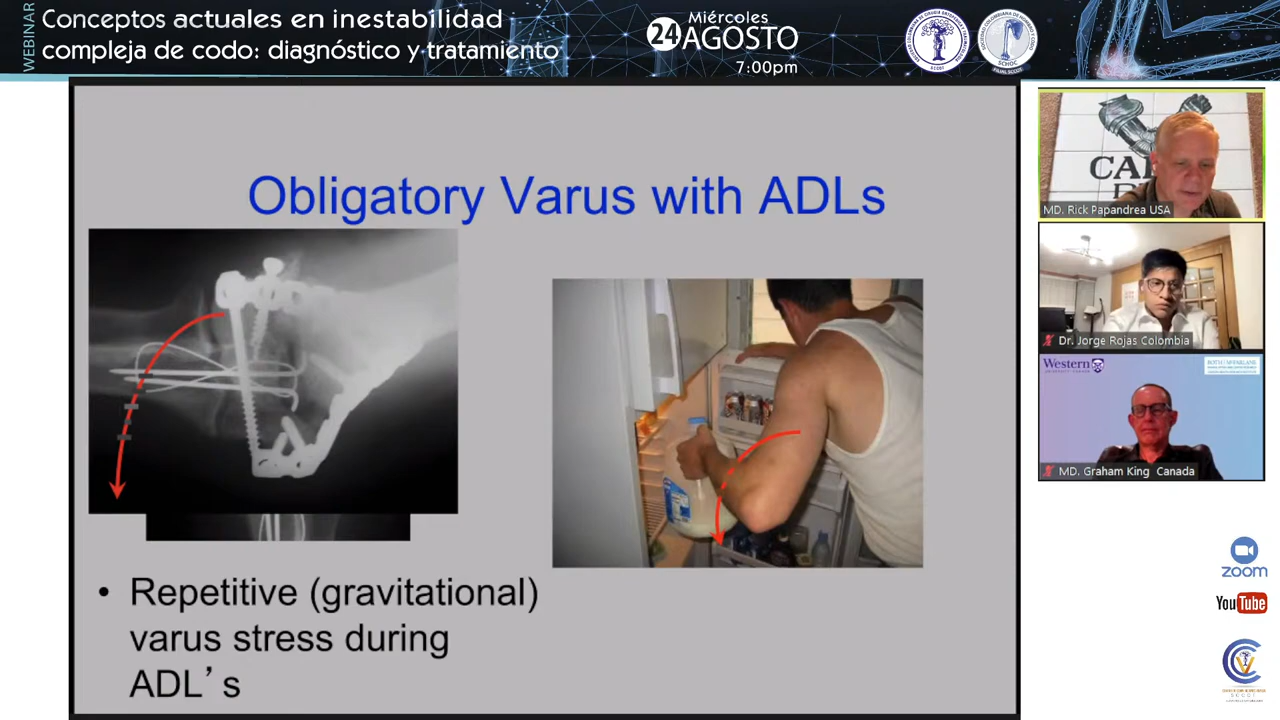 WEBINAR
Conceptos actuales en inestabilidad
compleja de codo: diagnóstico y tratamiento
Miércoles
24 AGOSTO
7:00pm
SCHOC
Obligatory Varus with ADLs
• Repetitive (gravitational)
varus stress during
ADL’s
MD. Rick Papandrea USA
Dr. Jorge Rojas Colombia
Western
MD. Graham King Canada
zoom
YouTube